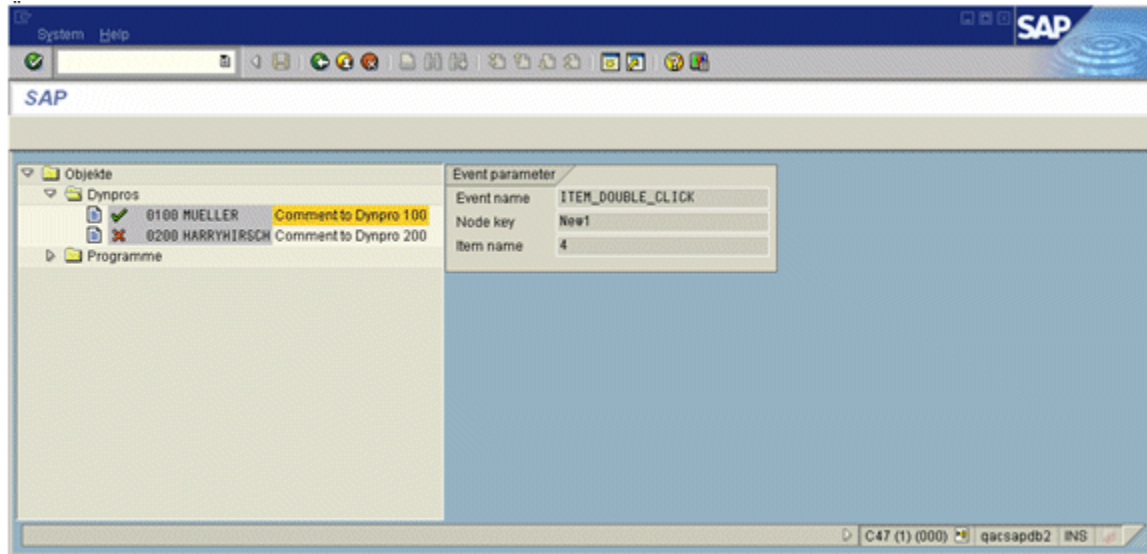 System Help
SAP
SAP
Objekte
Dynpros
0100 MUELLER Comment to Dynpro 100
0200 HARRYHIRSCH Comment to Dynpro 200
Programme
Event parameter
Event name ITEM_DOUBLE_CLICK
Node key New1
Item name 4
C47 (1) (000) qacsapdb2 INS